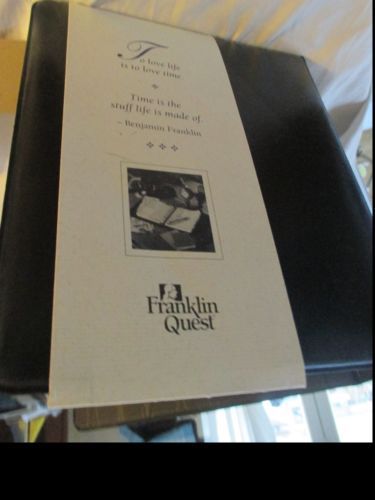 To love life
is to love time
Time is the
stuff life is made of.
~ Benjamin Franklin
Franklin
Quest